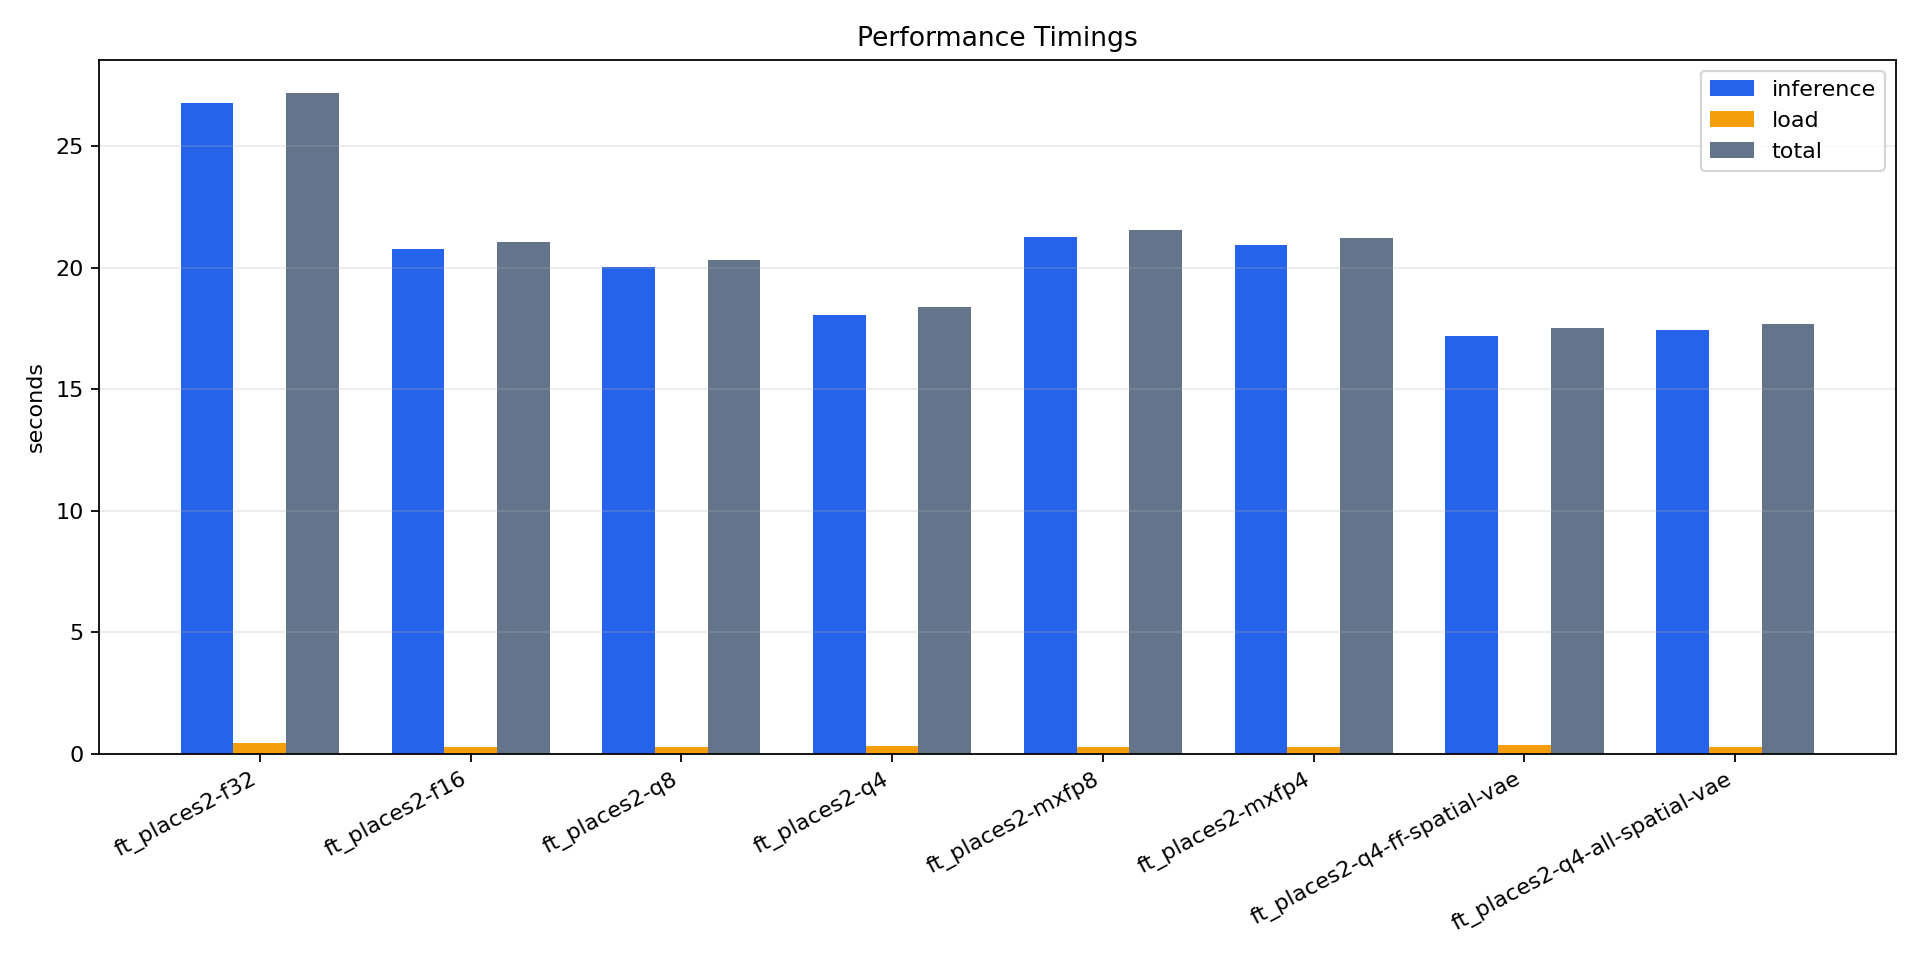 Performance Timings
inference
load
total
seconds
25
20
15
10
5
0
ft_places2-f32
ft_places2-f16
ft_places2-q8
ft_places2-q4
ft_places2-mxfp8
ft_places2-mxfp4
ft_places2-q4-ff-spatial-vae
ft_places2-q4-all-spatial-vae